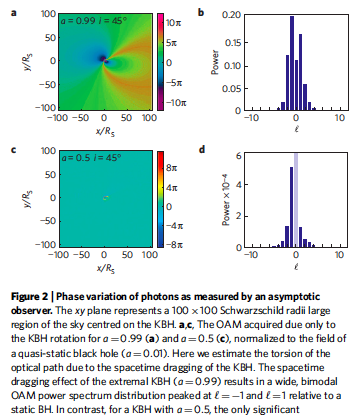 a
a = 0.99 i = 45°
100
50
0
−50
−100
y/R_S
−100 −50 0 50 100
x/R_S
10π
5π
0
−5π
−10π
b
0.20
0.15
0.10
0.05
0
Power
−10 0 10
ℓ
c
a = 0.5 i = 45°
100
50
0
−50
−100
y/R_S
−100 −50 0 50 100
x/R_S
8π
4π
0
−4π
−8π
d
6
4
2
0
Power × 10⁻⁴
−10 0 10
ℓ
Figure 2 | Phase variation of photons as measured by an asymptotic
observer. The xy plane represents a 100 × 100 Schwarzschild radii large
region of the sky centred on the KBH. a,c, The OAM acquired due only to
the KBH rotation for a = 0.99 (a) and a = 0.5 (c), normalized to the field
of a quasi-static black hole (a = 0.01). Here we estimate the torsion of the
optical path due to the spacetime dragging of the KBH. The spacetime
dragging effect of the extremal KBH (a = 0.99) results in a wide, bimodal
OAM power spectrum distribution peaked at ℓ = −1 and ℓ = 1 relative to a
static BH. In contrast, for a KBH with a = 0.5, the only significant